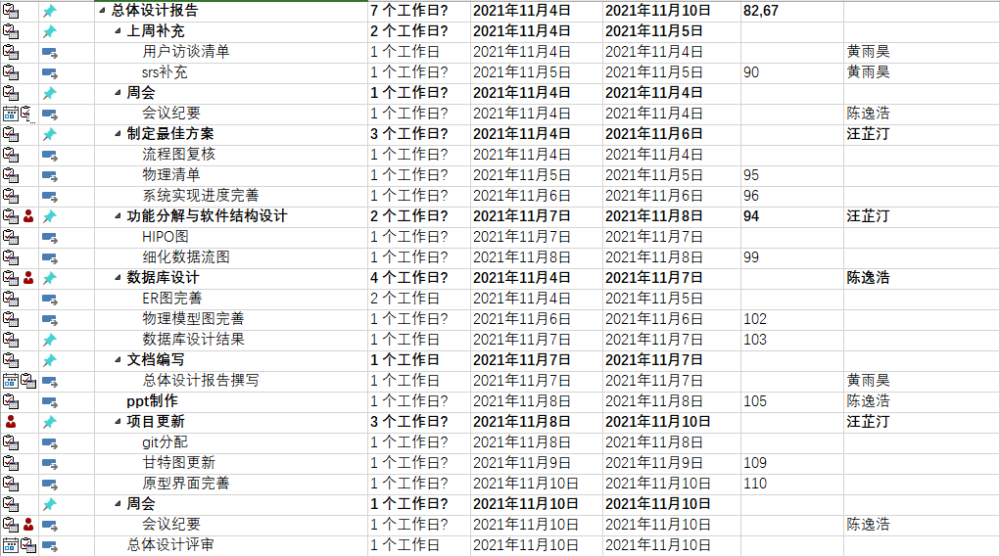 总体设计报告 7 个工作日? 2021年11月4日 2021年11月10日 82,67
上周补充 2 个工作日? 2021年11月4日 2021年11月5日
用户访谈清单 1 个工作日 2021年11月4日 2021年11月4日 黄雨昊
srs补充 1 个工作日? 2021年11月5日 2021年11月5日 90 黄雨昊
周会 1 个工作日? 2021年11月4日 2021年11月4日
会议纪要 1 个工作日? 2021年11月4日 2021年11月4日 陈逸浩
制定最佳方案 3 个工作日? 2021年11月4日 2021年11月6日 汪芷汀
流程图复核 1 个工作日? 2021年11月4日 2021年11月4日
物理清单 1 个工作日? 2021年11月5日 2021年11月5日 95
系统实现进度完善 1 个工作日? 2021年11月6日 2021年11月6日 96
功能分解与软件结构设计 2 个工作日? 2021年11月7日 2021年11月8日 94 汪芷汀
HIPO图 1 个工作日? 2021年11月7日 2021年11月7日
细化数据流图 1 个工作日? 2021年11月8日 2021年11月8日 99
数据库设计 4 个工作日? 2021年11月4日 2021年11月7日 陈逸浩
ER图完善 2 个工作日 2021年11月4日 2021年11月5日
物理模型图完善 1 个工作日? 2021年11月6日 2021年11月6日 102
数据库设计结果 1 个工作日 2021年11月7日 2021年11月7日 103
文档编写 1 个工作日 2021年11月7日 2021年11月7日
总体设计报告撰写 1 个工作日 2021年11月7日 2021年11月7日 黄雨昊
ppt制作 1 个工作日? 2021年11月8日 2021年11月8日 105 陈逸浩
项目更新 3 个工作日? 2021年11月8日 2021年11月10日 汪芷汀
git分配 1 个工作日? 2021年11月8日 2021年11月8日
甘特图更新 1 个工作日? 2021年11月9日 2021年11月9日 109
原型界面完善 1 个工作日? 2021年11月10日 2021年11月10日 110
周会 1 个工作日? 2021年11月10日 2021年11月10日
会议纪要 1 个工作日? 2021年11月10日 2021年11月10日 陈逸浩
总体设计评审 1 个工作日 2021年11月10日 2021年11月10日